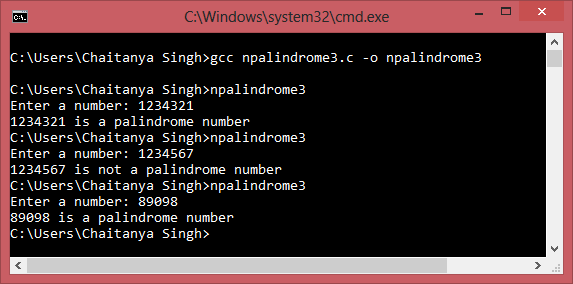 C:\Windows\system32\cmd.exe
C:\Users\Chaitanya Singh>gcc npalindrome3.c -o npalindrome3
C:\Users\Chaitanya Singh>npalindrome3
Enter a number: 1234321
1234321 is a palindrome number
C:\Users\Chaitanya Singh>npalindrome3
Enter a number: 1234567
1234567 is not a palindrome number
C:\Users\Chaitanya Singh>npalindrome3
Enter a number: 89098
89098 is a palindrome number
C:\Users\Chaitanya Singh>